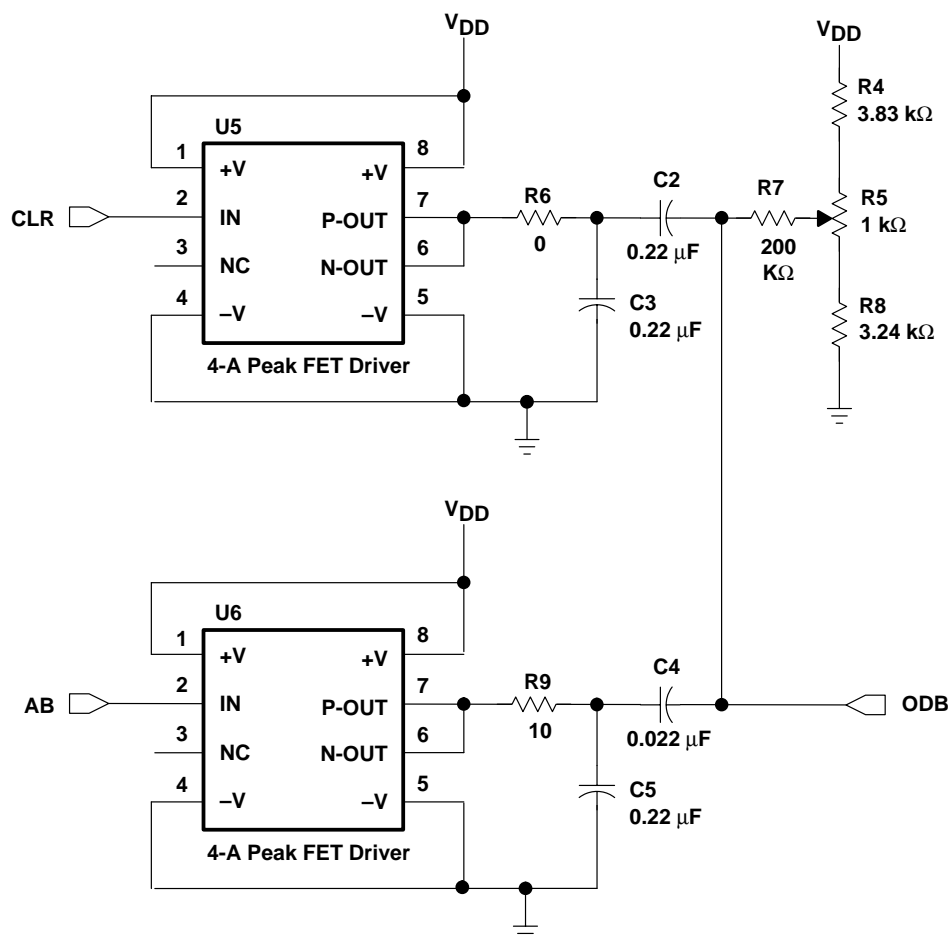 VDD
VDD
U5
1
+V
+V
8
CLR
2
IN
P-OUT
7
3
NC
N-OUT
6
4
–V
–V
5
4-A Peak FET Driver
R6
0
C2
0.22 μF
C3
0.22 μF
R7
200
KΩ
R4
3.83 kΩ
R5
1 kΩ
R8
3.24 kΩ
VDD
U6
1
+V
+V
8
AB
2
IN
P-OUT
7
3
NC
N-OUT
6
4
–V
–V
5
4-A Peak FET Driver
R9
10
C4
0.022 μF
C5
0.22 μF
ODB